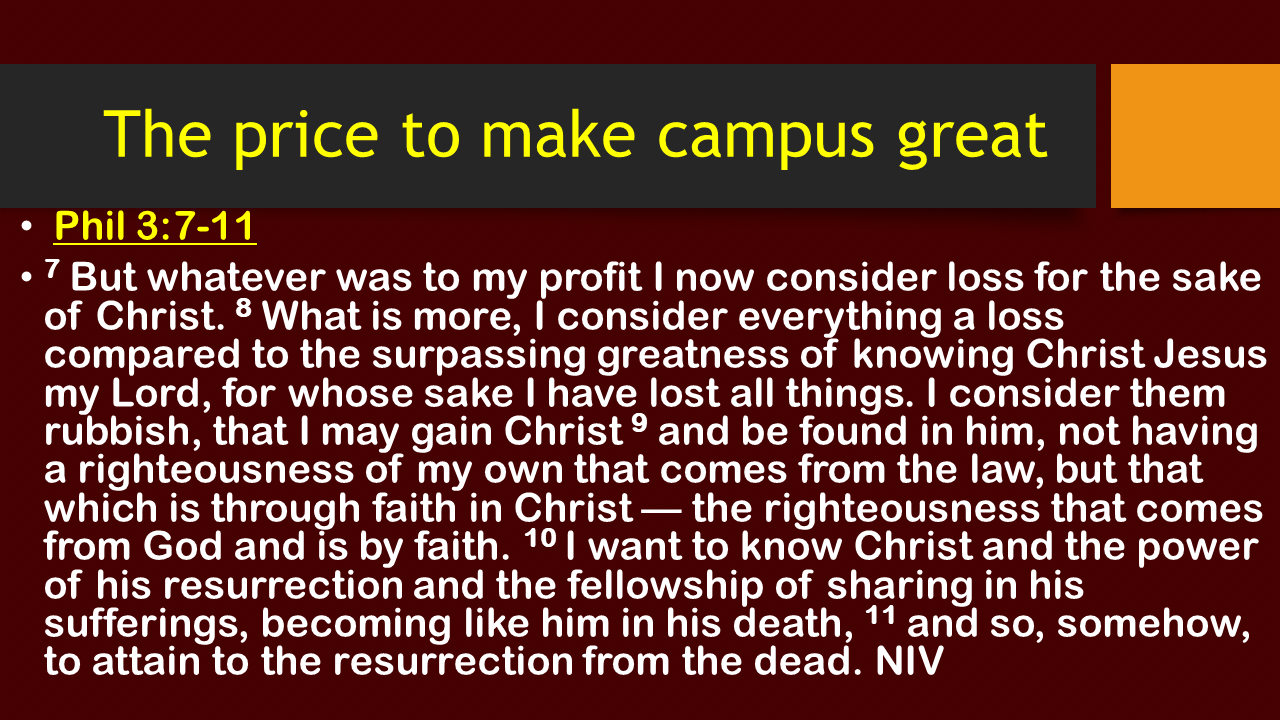 The price to make campus great
• Phil 3:7-11
• ⁷ But whatever was to my profit I now consider loss for the sake
of Christ. ⁸ What is more, I consider everything a loss
compared to the surpassing greatness of knowing Christ Jesus
my Lord, for whose sake I have lost all things. I consider them
rubbish, that I may gain Christ ⁹ and be found in him, not having
a righteousness of my own that comes from the law, but that
which is through faith in Christ — the righteousness that comes
from God and is by faith. ¹⁰ I want to know Christ and the power
of his resurrection and the fellowship of sharing in his
sufferings, becoming like him in his death, ¹¹ and so, somehow,
to attain to the resurrection from the dead. NIV